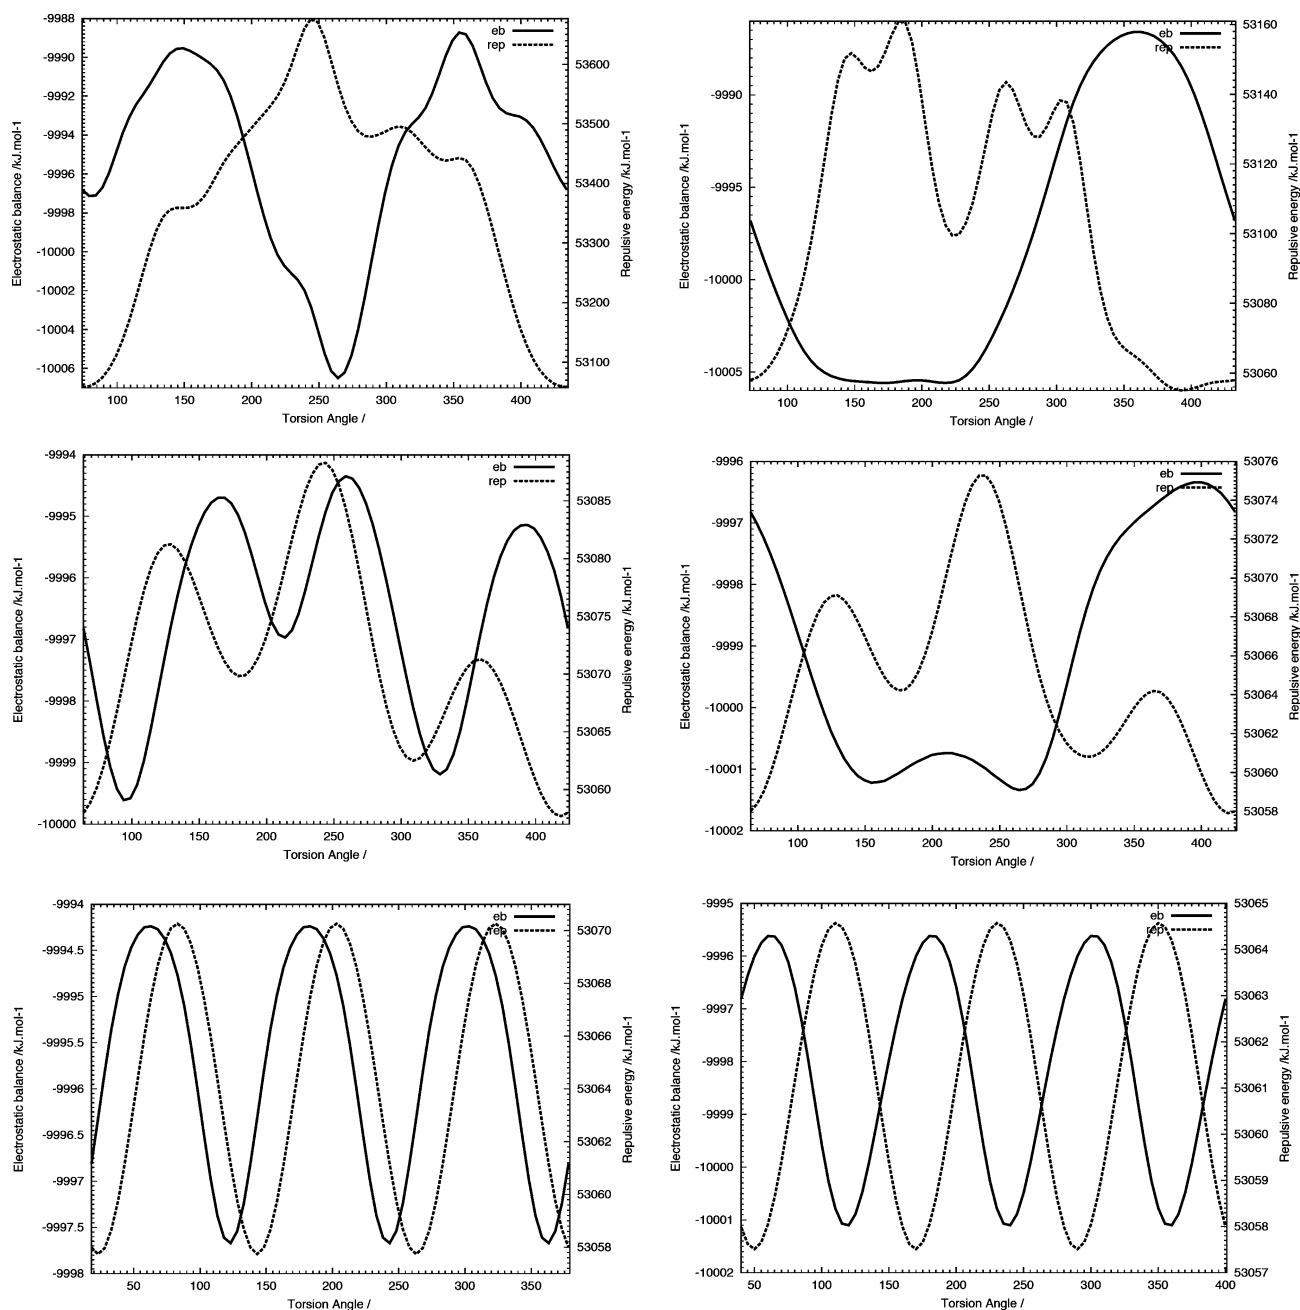 -9988
-9990
-9992
-9994
-9996
-9998
-10000
-10002
-10004
-10006
Electrostatic balance /kJ.mol-1
100 150 200 250 300 350 400
Torsion Angle /
53600
53500
53400
53300
53200
53100
Repulsive energy /kJ.mol-1
eb
rep
-9990
-9995
-10000
-10005
Electrostatic balance /kJ.mol-1
100 150 200 250 300 350 400
Torsion Angle /
53160
53140
53120
53100
53080
53060
Repulsive energy /kJ.mol-1
eb
rep
-9994
-9995
-9996
-9997
-9998
-9999
-10000
Electrostatic balance /kJ.mol-1
100 150 200 250 300 350 400
Torsion Angle /
53085
53080
53075
53070
53065
53060
Repulsive energy /kJ.mol-1
eb
rep
-9996
-9997
-9998
-9999
-10000
-10001
-10002
Electrostatic balance /kJ.mol-1
100 150 200 250 300 350 400
Torsion Angle /
53076
53074
53072
53070
53068
53066
53064
53062
53060
53058
Repulsive energy /kJ.mol-1
eb
rep
-9994
-9994.5
-9995
-9995.5
-9996
-9996.5
-9997
-9997.5
-9998
Electrostatic balance /kJ.mol-1
50 100 150 200 250 300 350
Torsion Angle /
53070
53068
53066
53064
53062
53060
53058
Repulsive energy /kJ.mol-1
eb
rep
-9995
-9996
-9997
-9998
-9999
-10000
-10001
-10002
Electrostatic balance /kJ.mol-1
50 100 150 200 250 300 350 400
Torsion Angle /
53065
53064
53063
53062
53061
53060
53059
53058
53057
Repulsive energy /kJ.mol-1
eb
rep